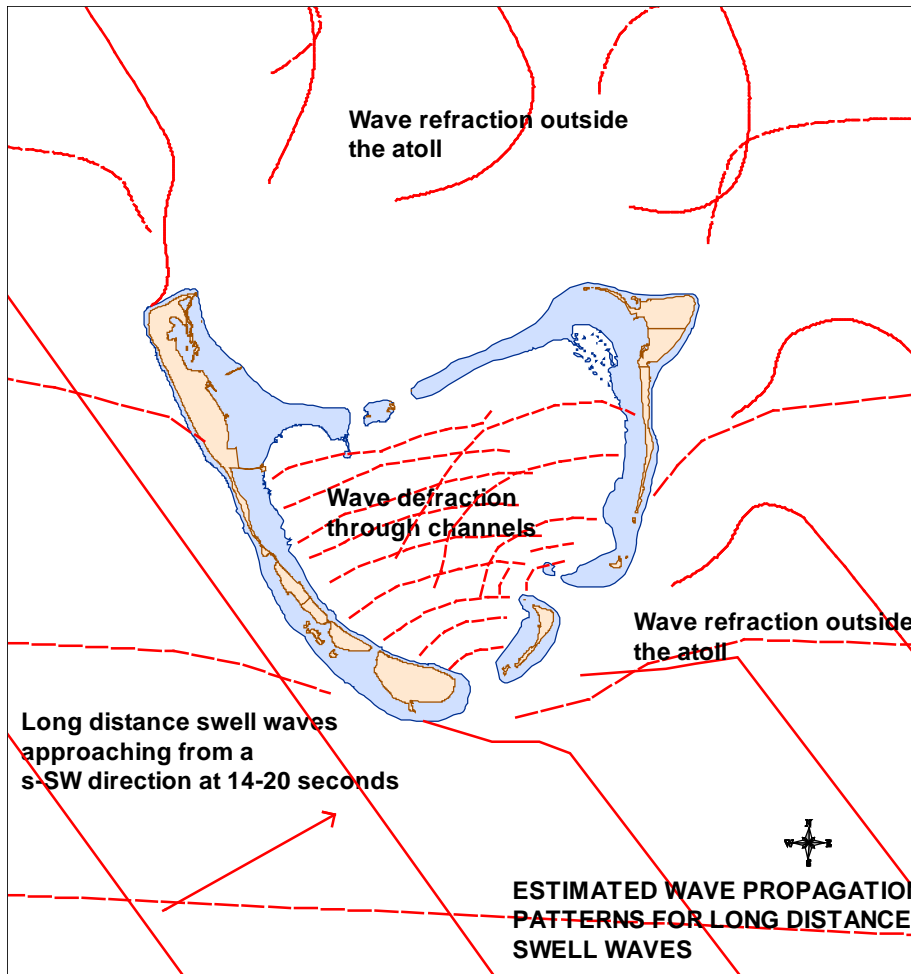 Wave refraction outside
the atoll
Wave defraction
through channels
Wave refraction outside
the atoll
Long distance swell waves
approaching from a
s-SW direction at 14-20 seconds
N
W E
S
ESTIMATED WAVE PROPAGATION
PATTERNS FOR LONG DISTANCE
SWELL WAVES